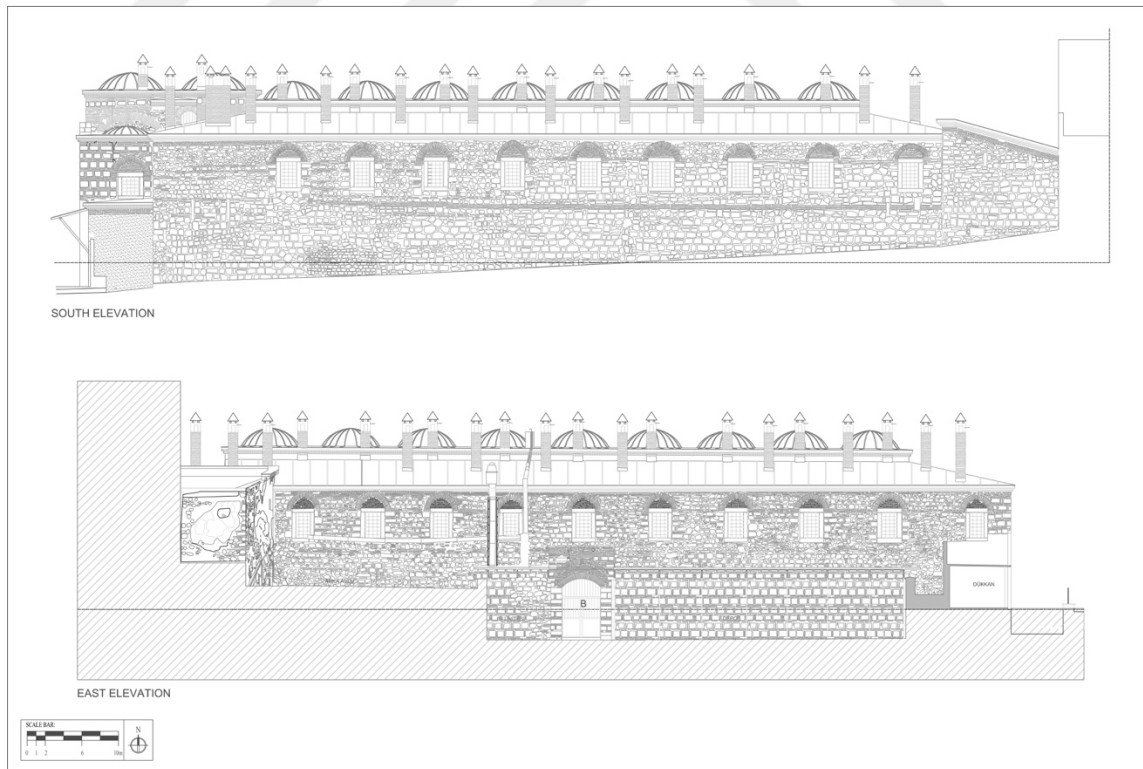 SOUTH ELEVATION
B
DÜKKAN
EAST ELEVATION
SCALE BAR:
N
0 1 2 6 10m